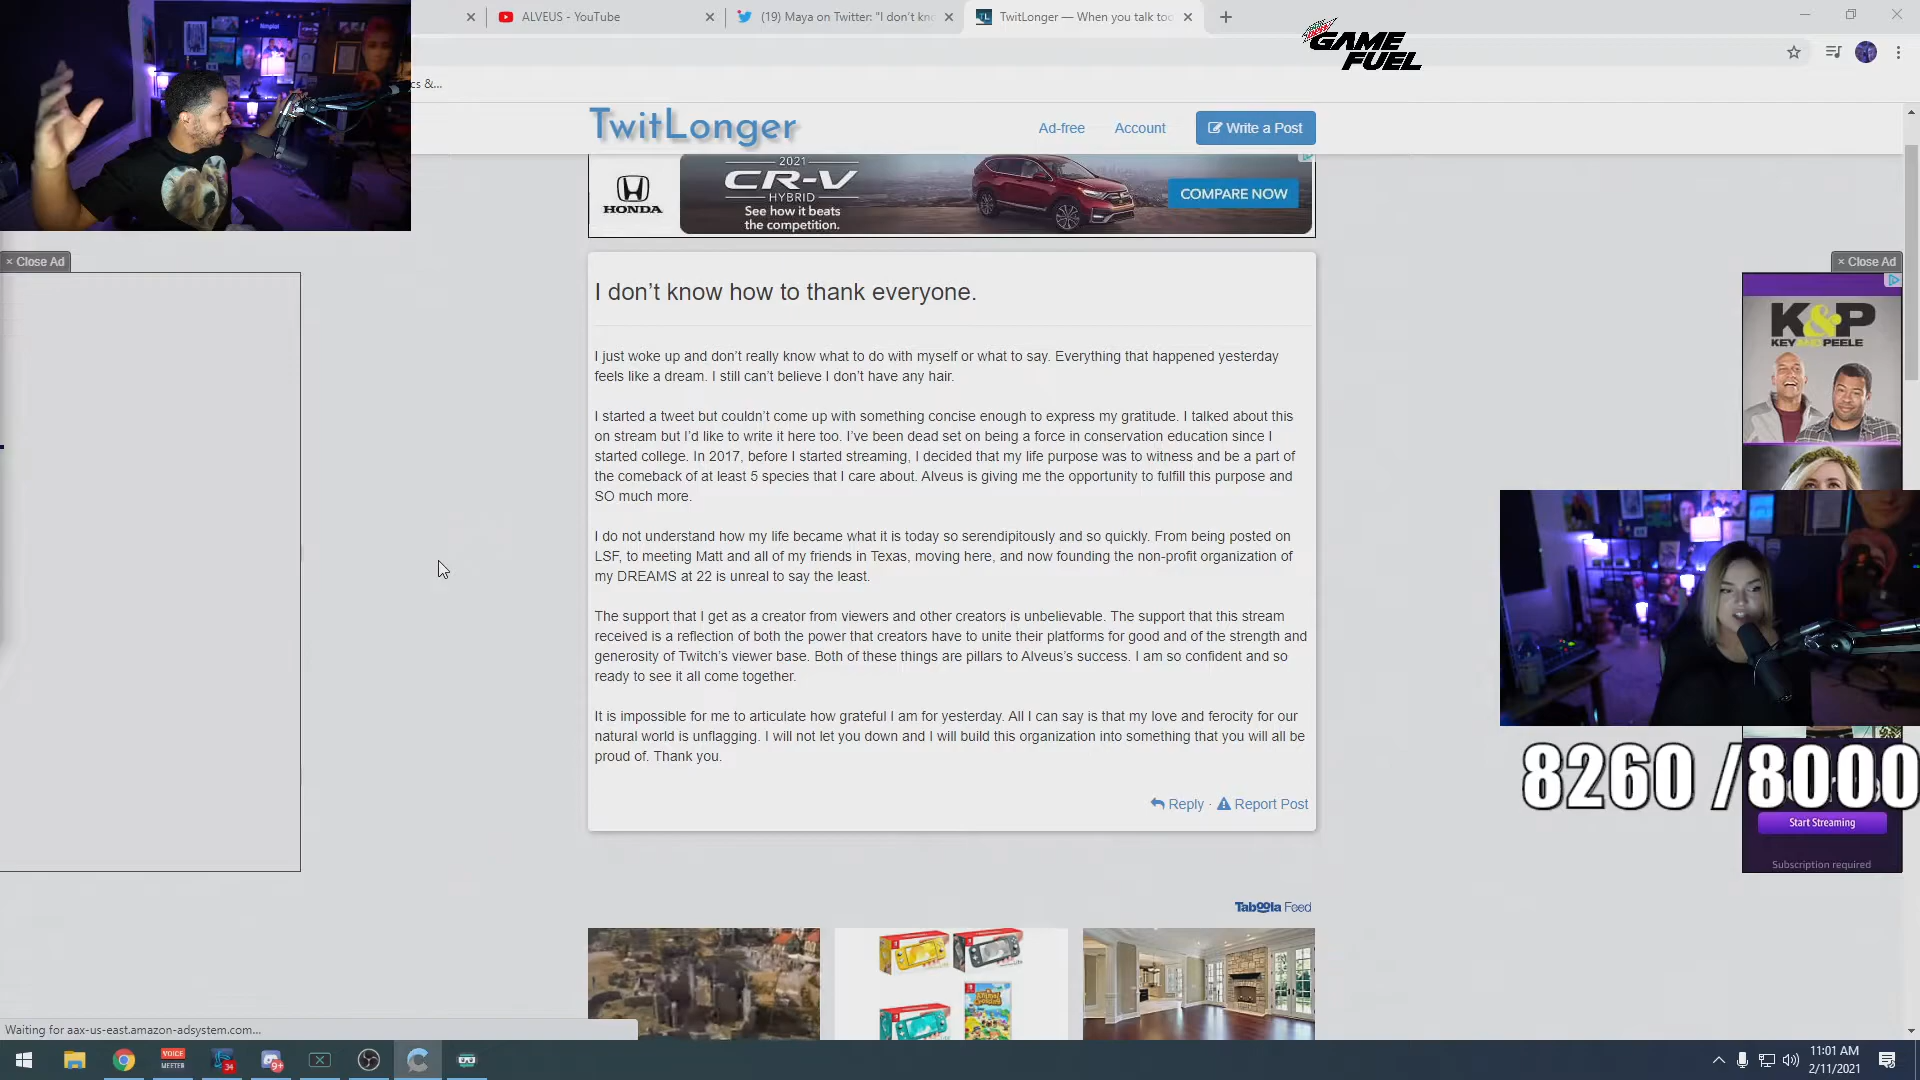 ALVEUS - YouTube
(19) Maya on Twitter: "I don't kno
TL
TwitLonger — When you talk too
GAME
FUEL
cs &...
TwitLonger
Ad-free
Account
Write a Post
HONDA
2021
CR-V
HYBRID
See how it beats
the competition.
COMPARE NOW
× Close Ad
× Close Ad
I don't know how to thank everyone.
I just woke up and don't really know what to do with myself or what to say. Everything that happened yesterday
feels like a dream. I still can't believe I don't have any hair.
I started a tweet but couldn't come up with something concise enough to express my gratitude. I talked about this
on stream but I'd like to write it here too. I've been dead set on being a force in conservation education since I
started college. In 2017, before I started streaming, I decided that my life purpose was to witness and be a part of
the comeback of at least 5 species that I care about. Alveus is giving me the opportunity to fulfill this purpose and
SO much more.
I do not understand how my life became what it is today so serendipitously and so quickly. From being posted on
LSF, to meeting Matt and all of my friends in Texas, moving here, and now founding the non-profit organization of
my DREAMS at 22 is unreal to say the least.
The support that I get as a creator from viewers and other creators is unbelievable. The support that this stream
received is a reflection of both the power that creators have to unite their platforms for good and of the strength and
generosity of Twitch's viewer base. Both of these things are pillars to Alveus's success. I am so confident and so
ready to see it all come together.
It is impossible for me to articulate how grateful I am for yesterday. All I can say is that my love and ferocity for our
natural world is unflagging. I will not let you down and I will build this organization into something that you will all be
proud of. Thank you.
Reply · Report Post
K&P
KEY AND PEELE
8260 /8000
Start Streaming
Subscription required
Taboola Feed
Waiting for aax-us-east.amazon-adsystem.com...
VOICE
MEETER
34
9+
11:01 AM
2/11/2021